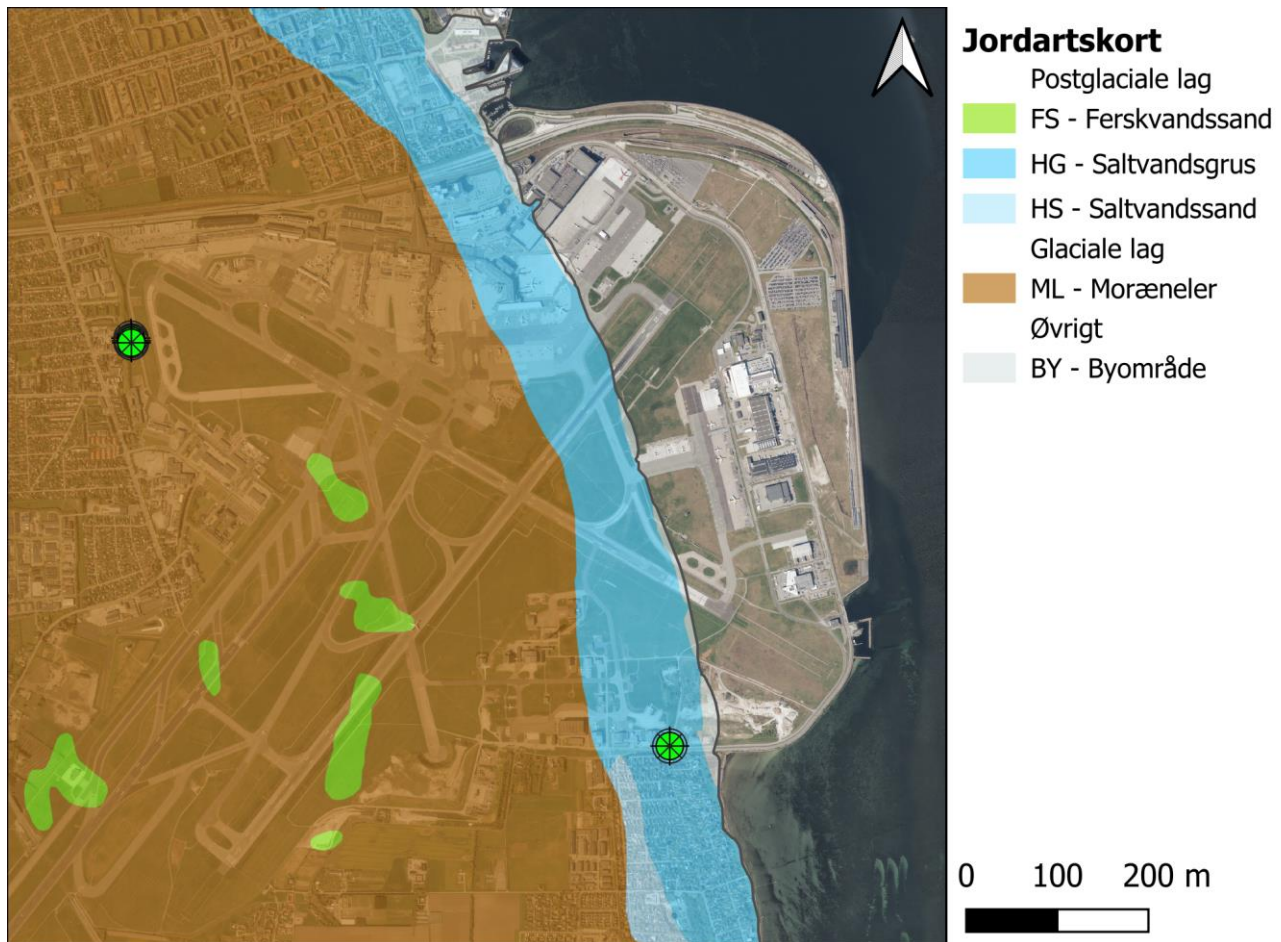 Jordartskort
Postglaciale lag
FS - Ferskvandssand
HG - Saltvandsgrus
HS - Saltvandssand
Glaciale lag
ML - Moræneler
Øvrigt
BY - Byområde
0 100 200 m